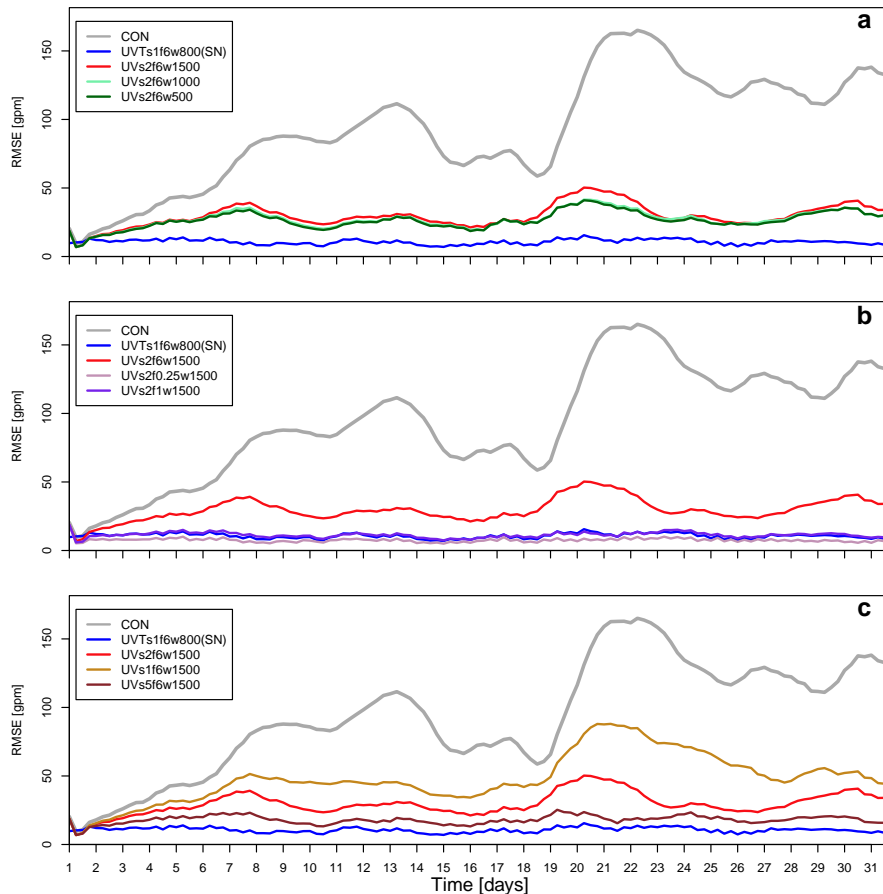 a
CON
UVTs1f6w800(SN)
UVs2f6w1500
UVs2f6w1000
UVs2f6w500
RMSE [gpm]
0 50 100 150
b
CON
UVTs1f6w800(SN)
UVs2f6w1500
UVs2f0.25w1500
UVs2f1w1500
RMSE [gpm]
0 50 100 150
c
CON
UVTs1f6w800(SN)
UVs2f6w1500
UVs1f6w1500
UVs5f6w1500
RMSE [gpm]
0 50 100 150
1 2 3 4 5 6 7 8 9 10 11 12 13 14 15 16 17 18 19 20 21 22 23 24 25 26 27 28 29 30 31
Time [days]